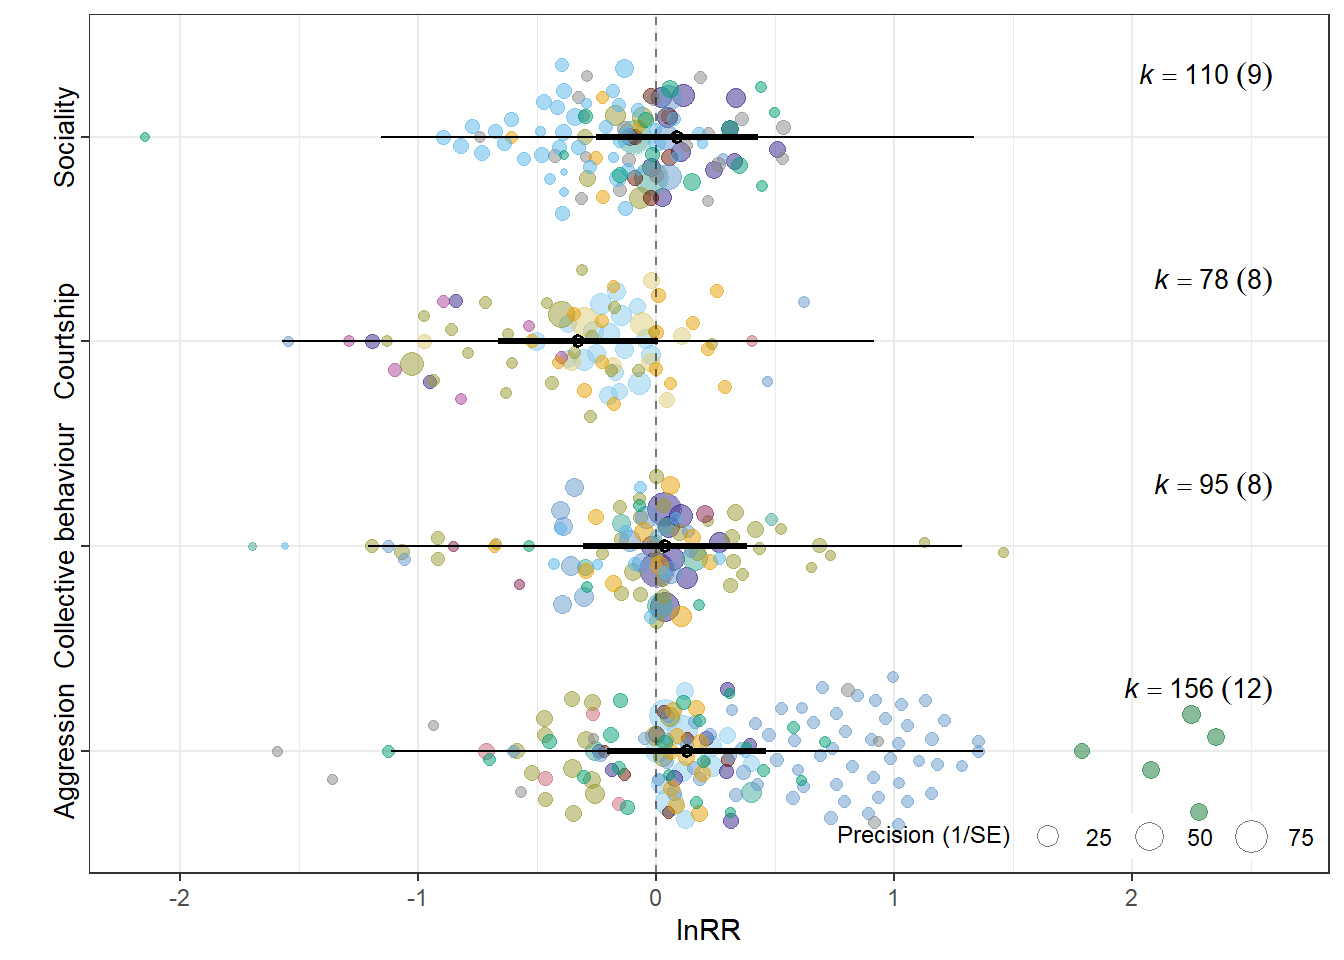 Sociality
k = 110 (9)
Courtship
k = 78 (8)
Collective behaviour
k = 95 (8)
Aggression
k = 156 (12)
Precision (1/SE) 25 50 75
-2 -1 0 1 2
lnRR